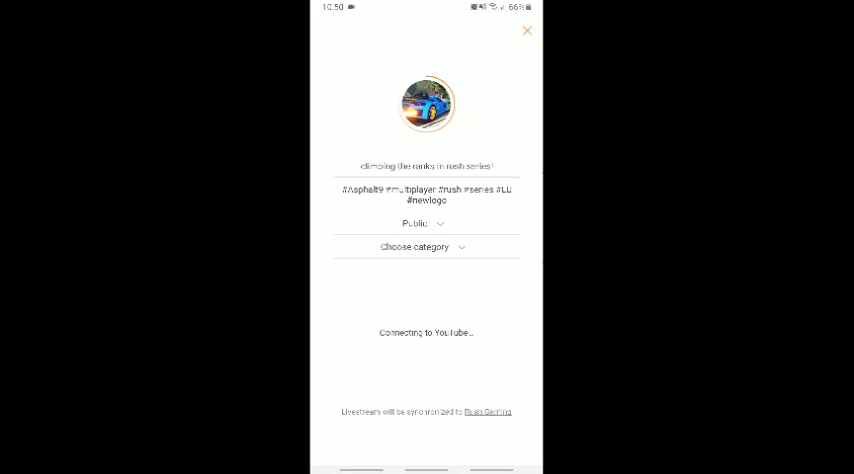 10.50
66%
climbing the ranks in rush series!
#Asphalt9 #multiplayer #rush #series #LU
#newlogo
Public
Choose category
Connecting to YouTube...
Livestream will be synchronized to Rush Gaming